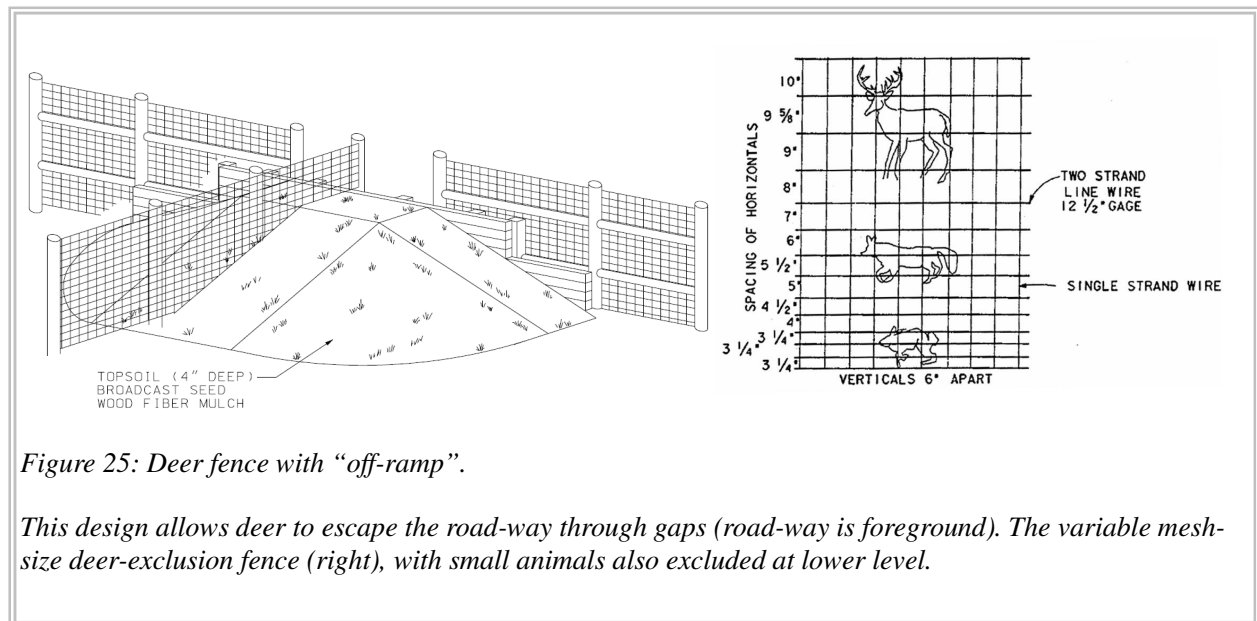 TOPSOIL (4" DEEP)
BROADCAST SEED
WOOD FIBER MULCH
SPACING OF HORIZONTALS
10"
9 5/8"
9"
8"
7"
6"
5 1/2"
5"
4 1/2"
4"
3 1/4"
3 1/4"
3 1/4"
VERTICALS 6" APART
TWO STRAND
LINE WIRE
12 1/2" GAGE
SINGLE STRAND WIRE
Figure 25: Deer fence with “off-ramp”.
This design allows deer to escape the road-way through gaps (road-way is foreground). The variable mesh-
size deer-exclusion fence (right), with small animals also excluded at lower level.